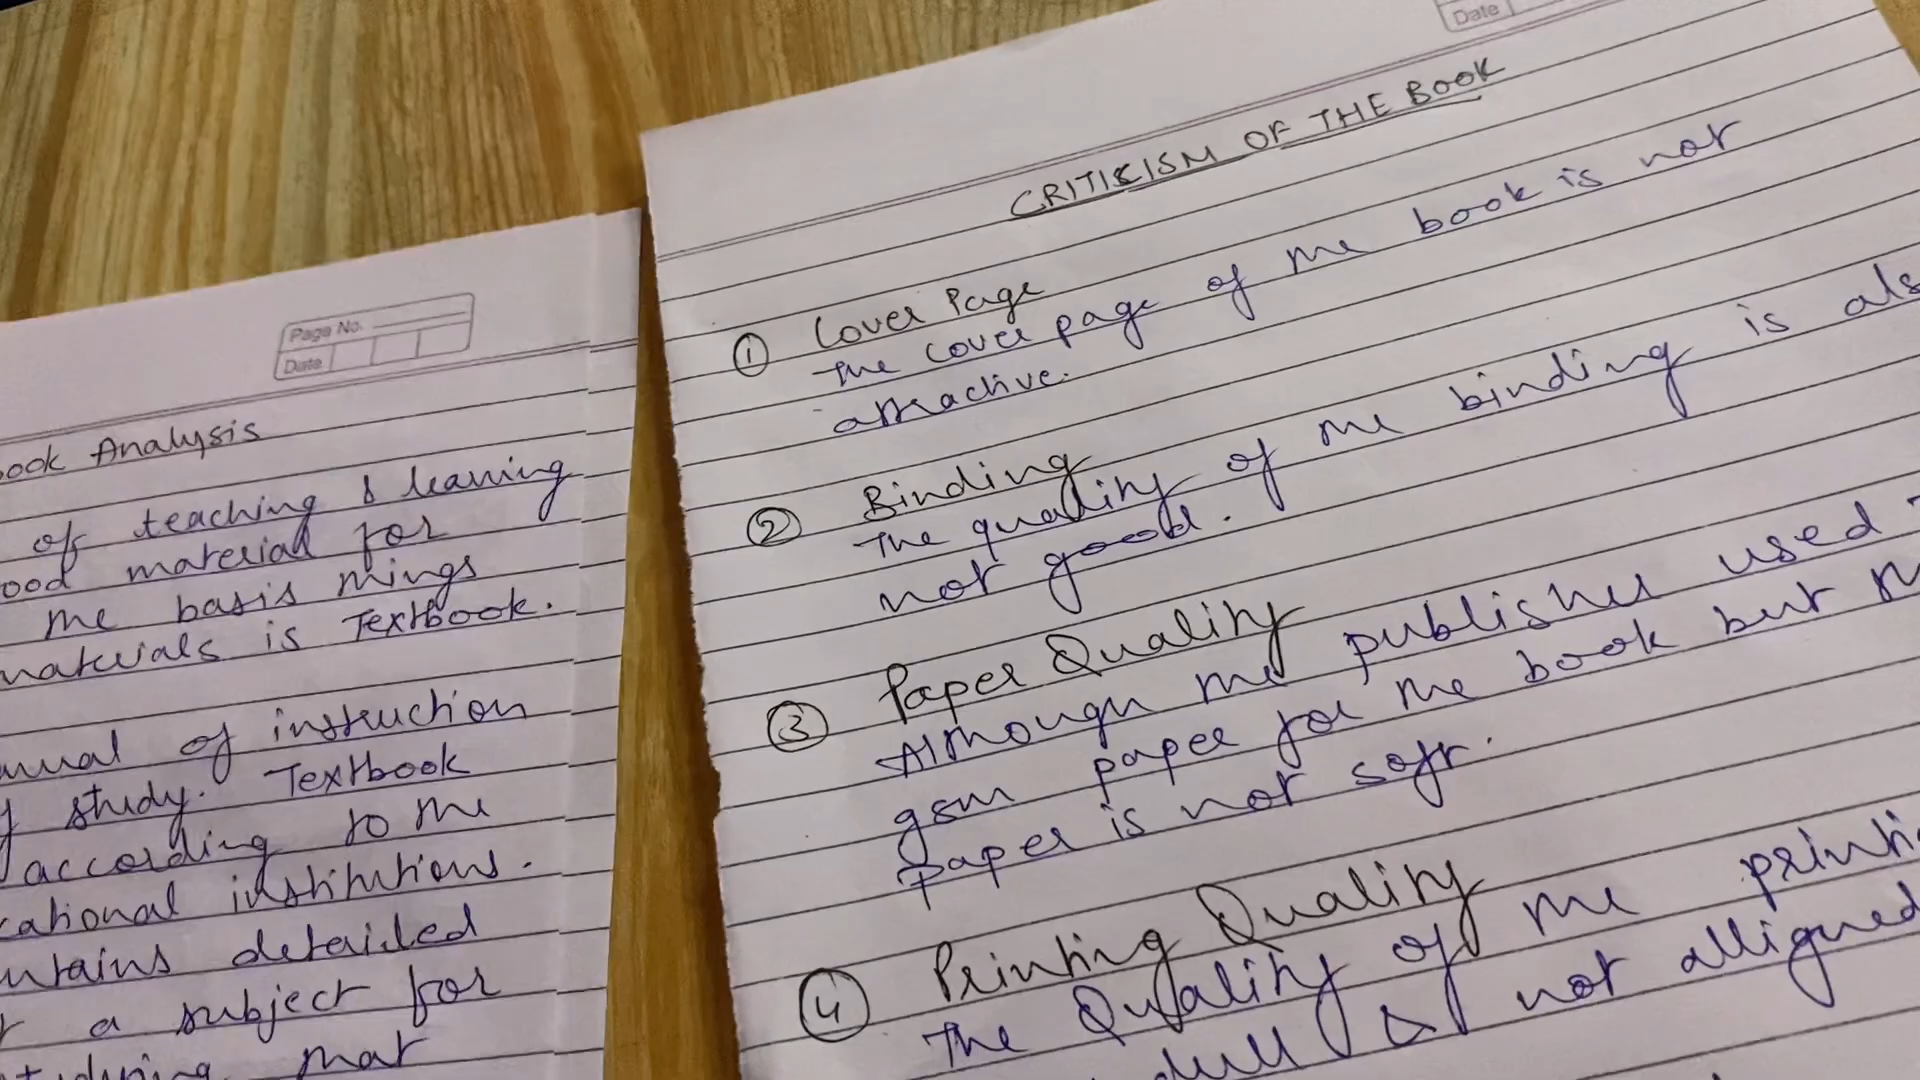 Page No.
Date
ook Analysis
of teaching & learning
ood material for
the basis things
materials is Textbook.
nual of instruction
study. Textbook
according to the
cational institutions.
ntains detailed
a subject for
that
Date
CRITICISM OF THE BOOK
① Cover Page
The cover page of the book is not
attractive.
② Binding
The quality of the binding is als
not good.
③ Paper Quality
Although the publisher used
gsm paper for the book but
paper is not soft.
④ Printing Quality
The Quality of the printi
dull & not alligned